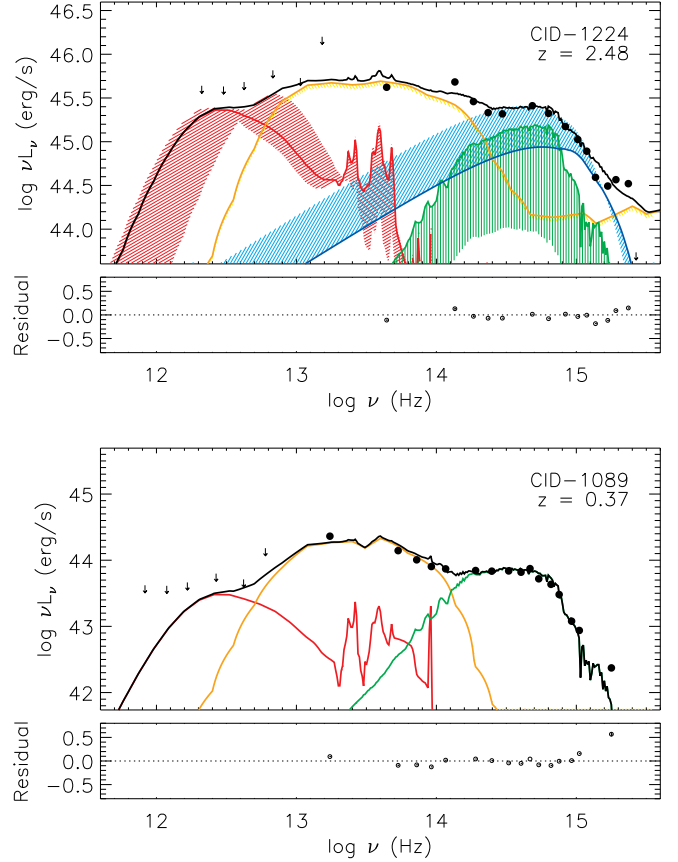 CID−1224
z = 2.48
46.5
46.0
45.5
45.0
44.5
44.0
log νLν (erg/s)
0.5
0.0
−0.5
Residual
12 13 14 15
log ν (Hz)
CID−1089
z = 0.37
45
44
43
42
log νLν (erg/s)
0.5
0.0
−0.5
Residual
12 13 14 15
log ν (Hz)